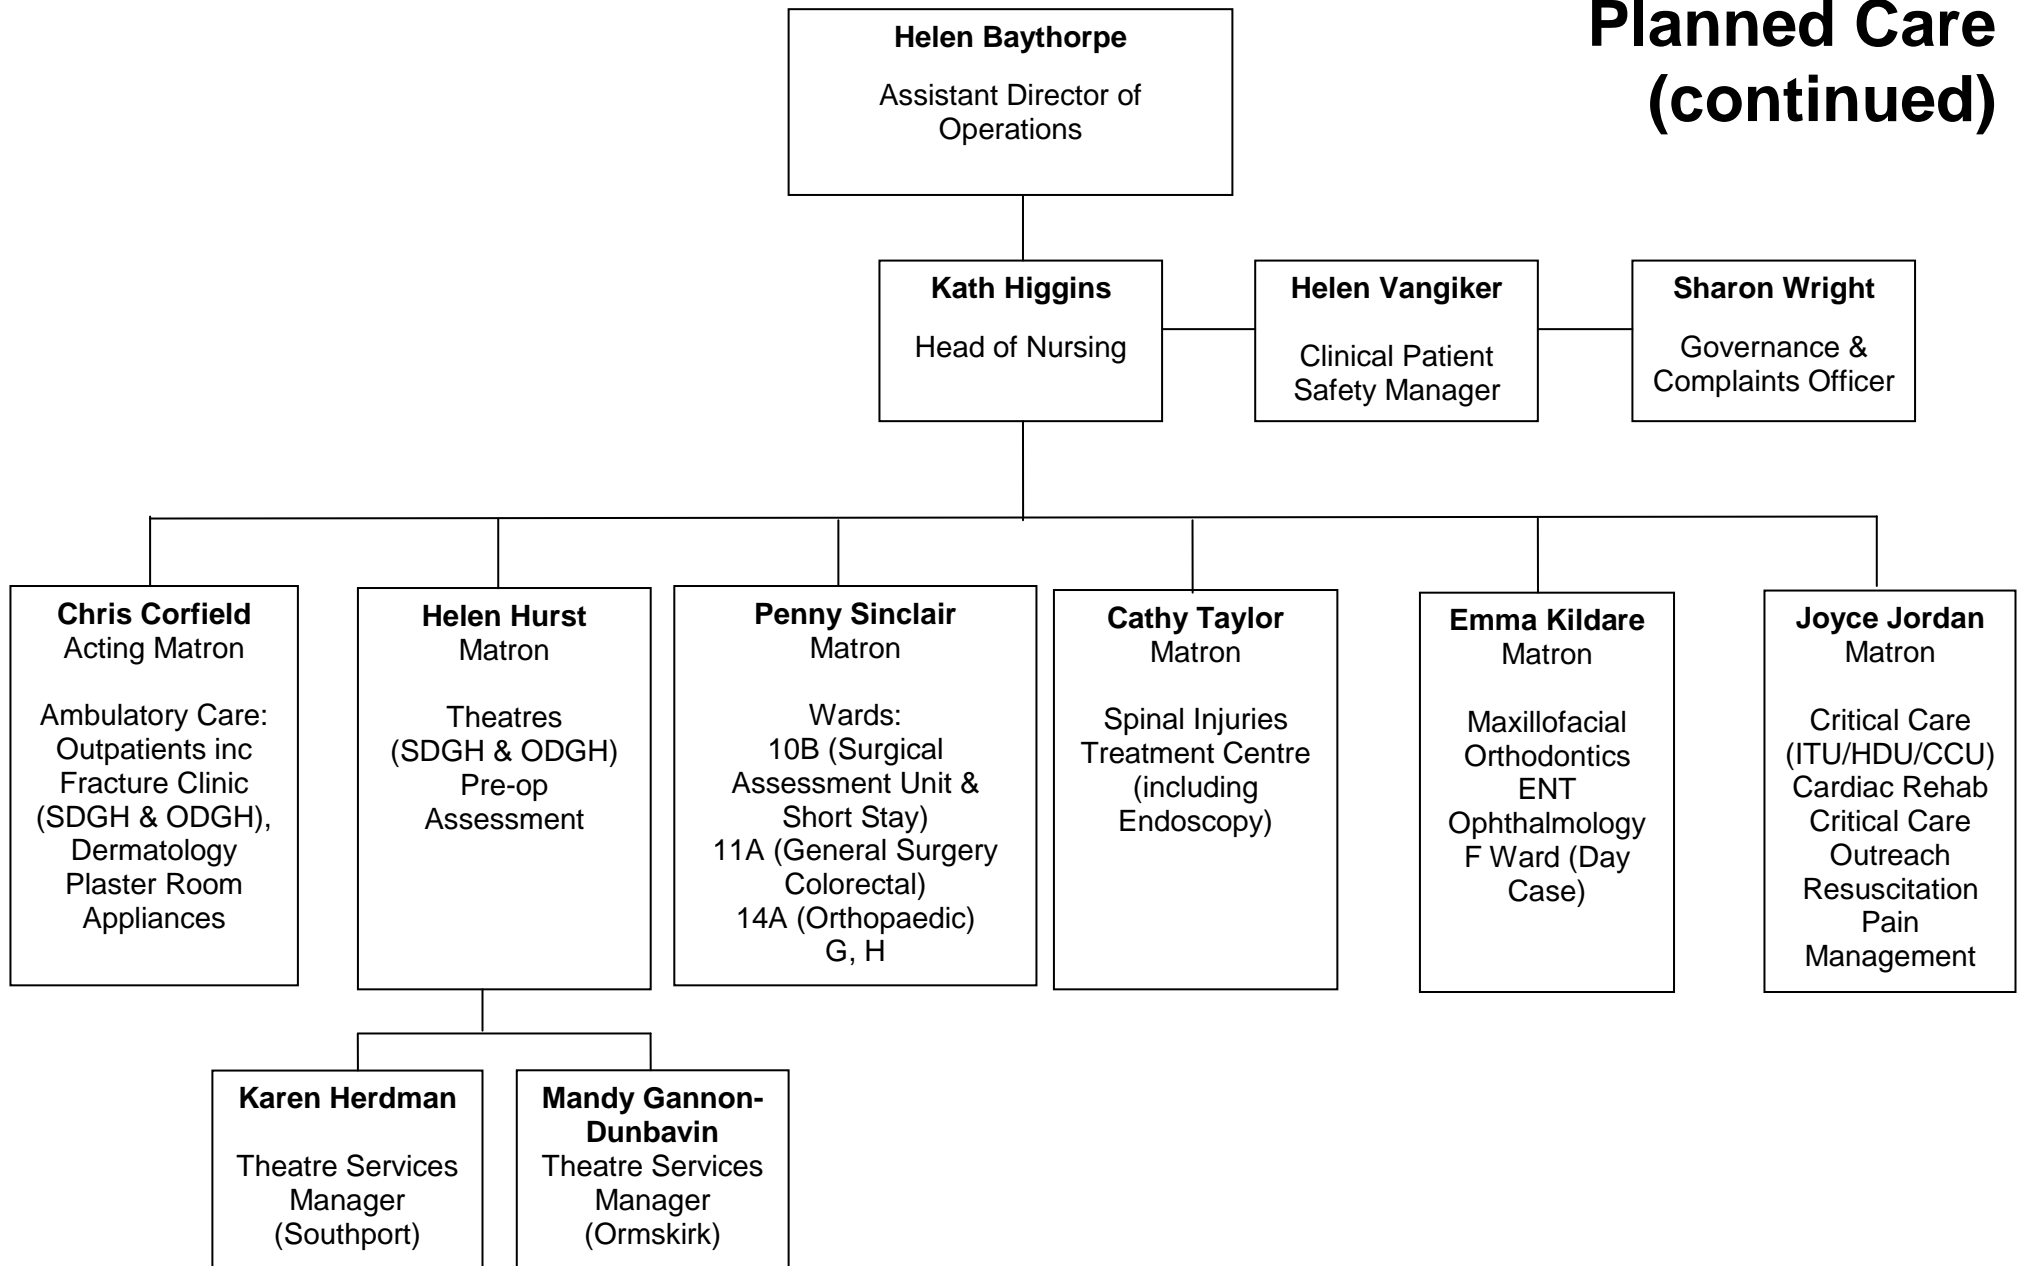 Planned Care
(continued)
Helen Baythorpe
Assistant Director of
Operations
Kath Higgins
Head of Nursing
Helen Vangiker
Clinical Patient
Safety Manager
Sharon Wright
Governance &
Complaints Officer
Chris Corfield
Acting Matron
Ambulatory Care:
Outpatients inc
Fracture Clinic
(SDGH & ODGH),
Dermatology
Plaster Room
Appliances
Helen Hurst
Matron
Theatres
(SDGH & ODGH)
Pre-op
Assessment
Penny Sinclair
Matron
Wards:
10B (Surgical
Assessment Unit &
Short Stay)
11A (General Surgery
Colorectal)
14A (Orthopaedic)
G, H
Cathy Taylor
Matron
Spinal Injuries
Treatment Centre
(including
Endoscopy)
Emma Kildare
Matron
Maxillofacial
Orthodontics
ENT
Ophthalmology
F Ward (Day
Case)
Joyce Jordan
Matron
Critical Care
(ITU/HDU/CCU)
Cardiac Rehab
Critical Care
Outreach
Resuscitation
Pain
Management
Karen Herdman
Theatre Services
Manager
(Southport)
Mandy Gannon-
Dunbavin
Theatre Services
Manager
(Ormskirk)